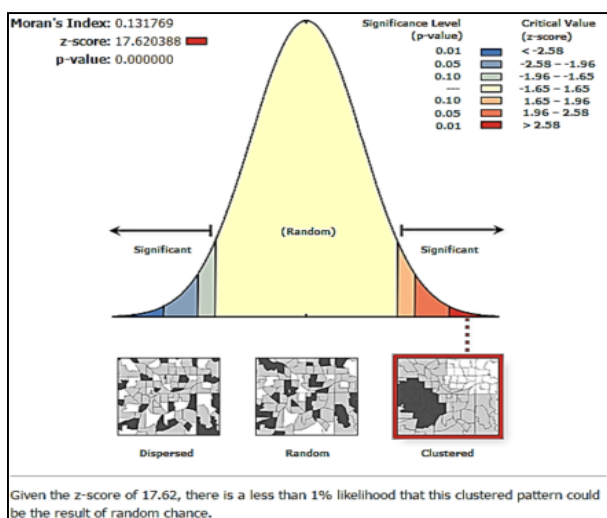 Moran's Index: 0.131769
z-score: 17.620388
p-value: 0.000000
Significance Level
(p-value)
Critical Value
(z-score)
0.01 < -2.58
0.05 -2.58 – -1.96
0.10 -1.96 – -1.65
— -1.65 – 1.65
0.10 1.65 – 1.96
0.05 1.96 – 2.58
0.01 > 2.58
Significant
(Random)
Significant
Dispersed
Random
Clustered
Given the z-score of 17.62, there is a less than 1% likelihood that this clustered pattern could
be the result of random chance.